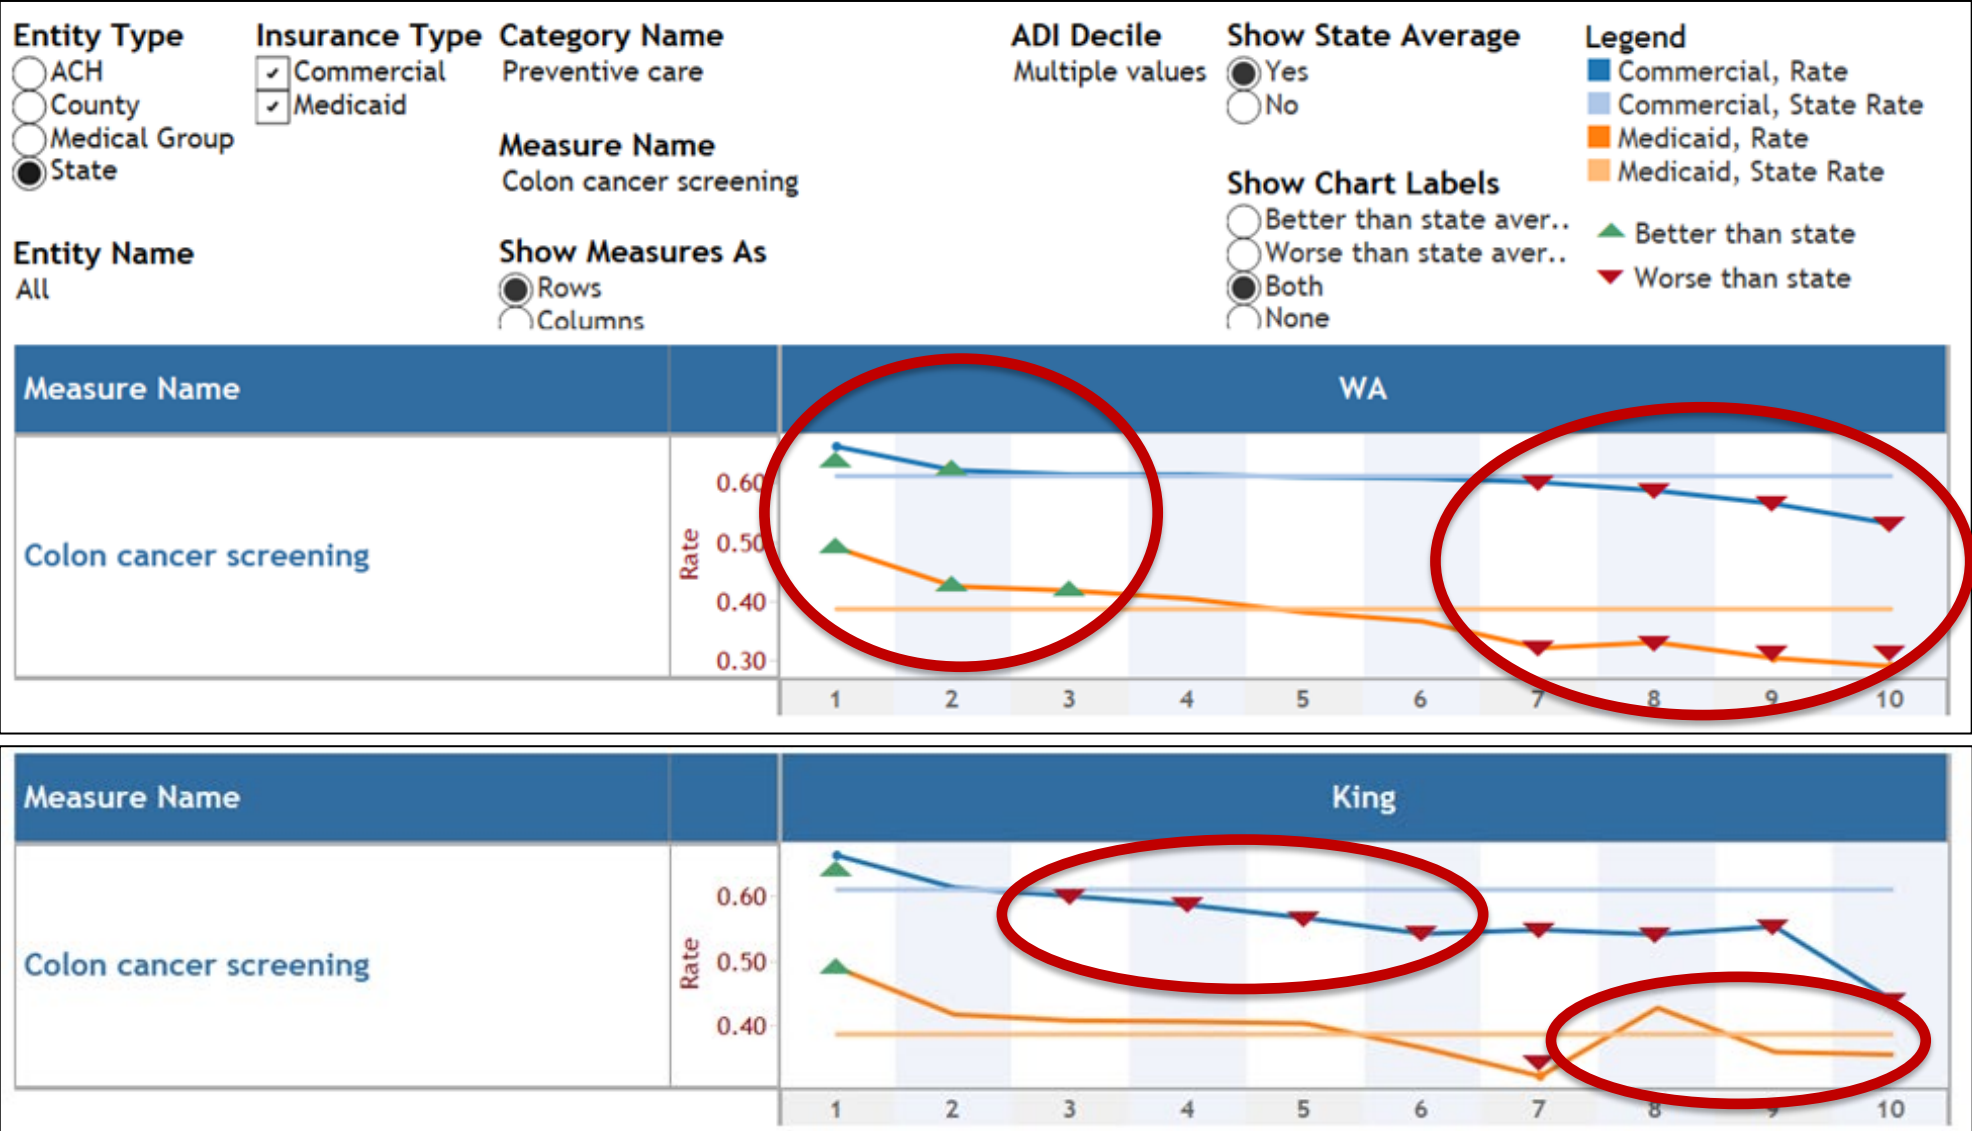 Entity Type
ACH
County
Medical Group
State
Entity Name
All
Insurance Type
Commercial
Medicaid
Category Name
Preventive care
Measure Name
Colon cancer screening
Show Measures As
Rows
Columns
ADI Decile
Multiple values
Show State Average
Yes
No
Show Chart Labels
Better than state aver..
Worse than state aver..
Both
None
Legend
Commercial, Rate
Commercial, State Rate
Medicaid, Rate
Medicaid, State Rate
Better than state
Worse than state
Measure Name
WA
Colon cancer screening
Rate
0.60
0.50
0.40
0.30
1 2 3 4 5 6 7 8 9 10
Measure Name
King
Colon cancer screening
Rate
0.60
0.50
0.40
1 2 3 4 5 6 7 8 9 10